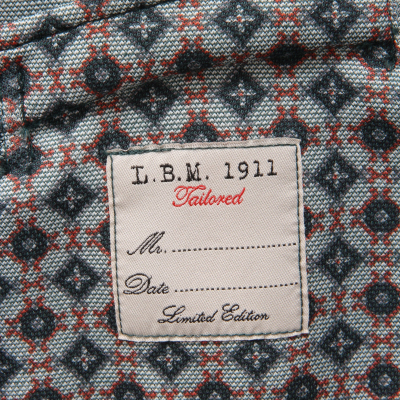 L.B.M. 1911
Tailored
Mr. ..............................
Date ..............................
Limited Edition